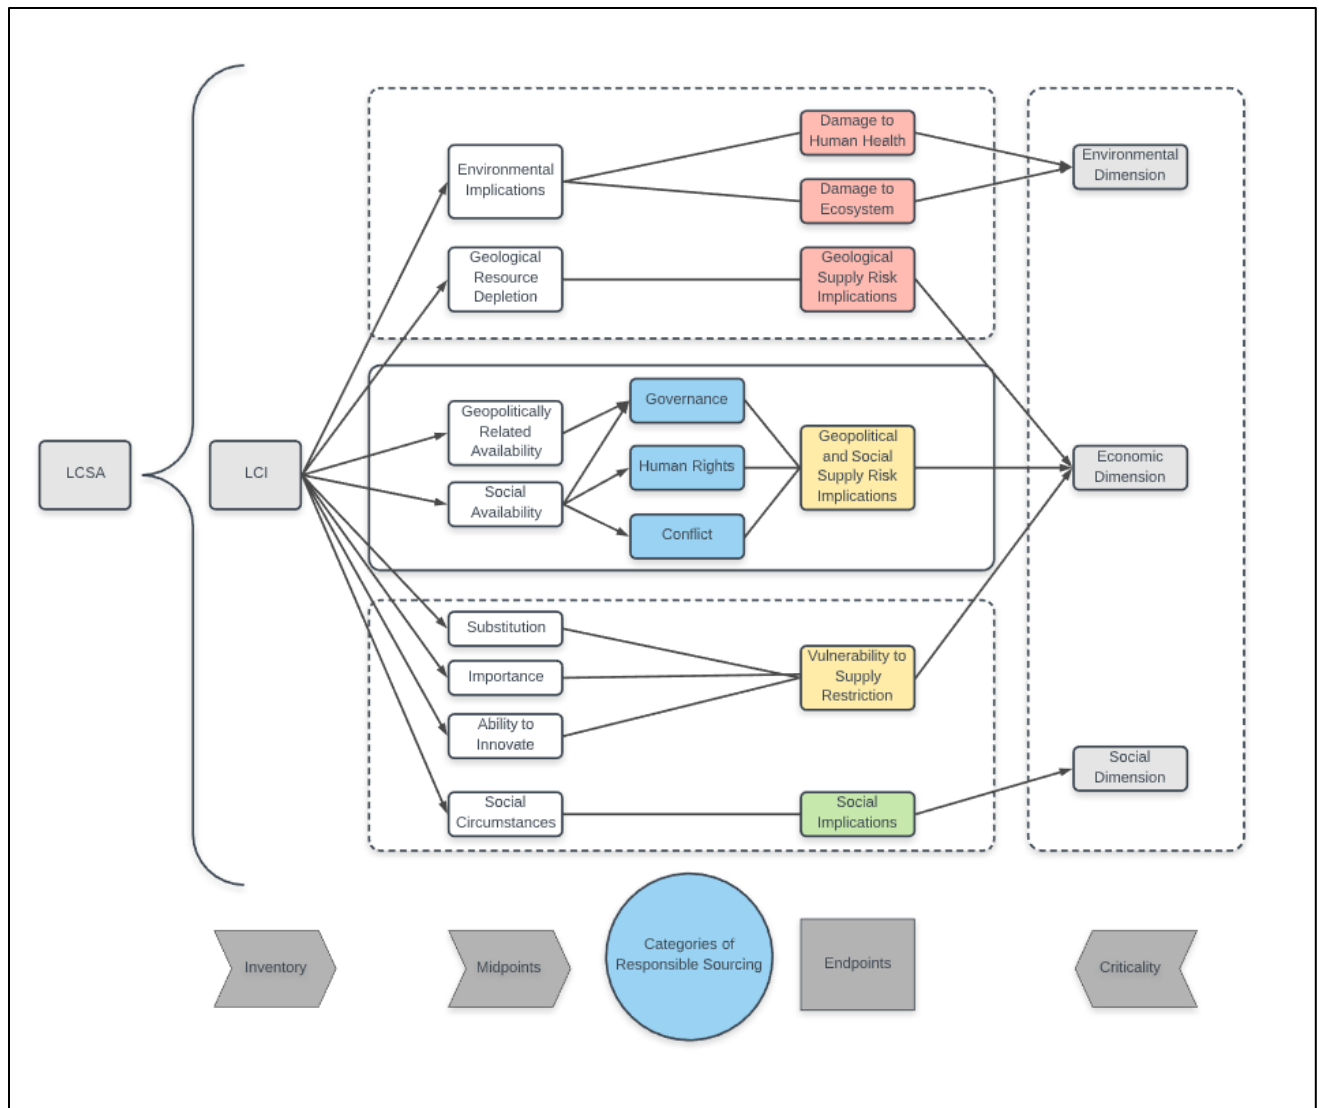 LCSA
LCI
Environmental
Implications
Geological
Resource
Depletion
Geopolitically
Related
Availability
Social
Availability
Substitution
Importance
Ability to
Innovate
Social
Circumstances
Governance
Human Rights
Conflict
Damage to
Human Health
Damage to
Ecosystem
Geological
Supply Risk
Implications
Geopolitical
and Social
Supply Risk
Implications
Vulnerability to
Supply
Restriction
Social
Implications
Environmental
Dimension
Economic
Dimension
Social
Dimension
Inventory
Midpoints
Categories of
Responsible Sourcing
Endpoints
Criticality